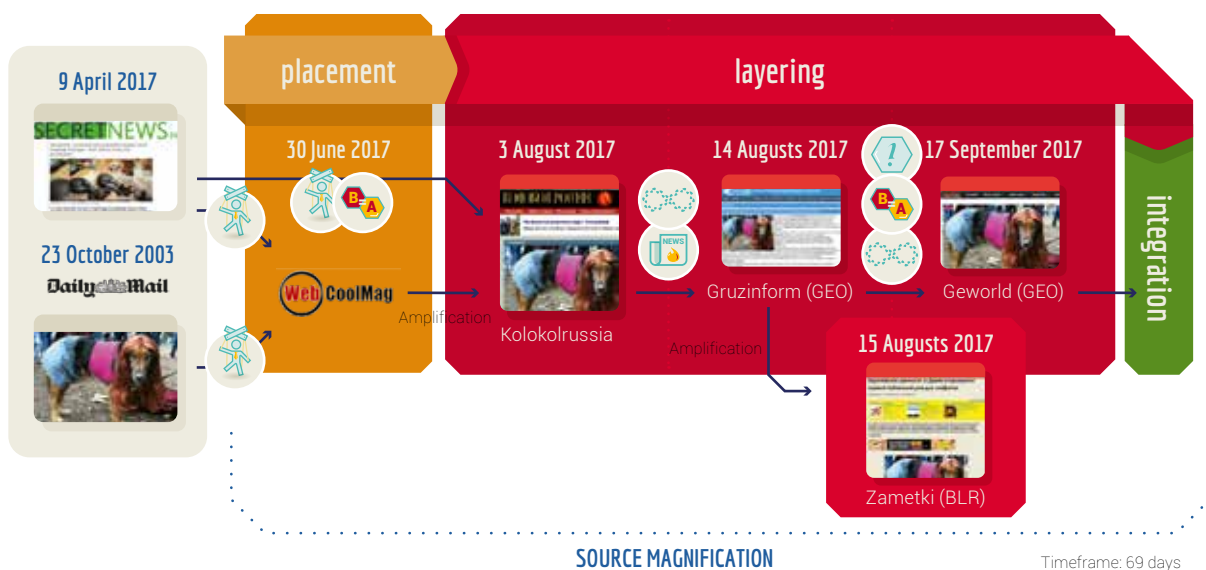 placement
layering
integration
9 April 2017
SECRETNEWS
23 October 2003
Daily Mail
30 June 2017
B=A
WebCoolMag
Amplification
3 August 2017
Kolokolrussia
NEWS
14 Augusts 2017
Gruzinform (GEO)
Amplification
B=A
17 September 2017
Geworld (GEO)
15 Augusts 2017
Zametki (BLR)
SOURCE MAGNIFICATION
Timeframe: 69 days